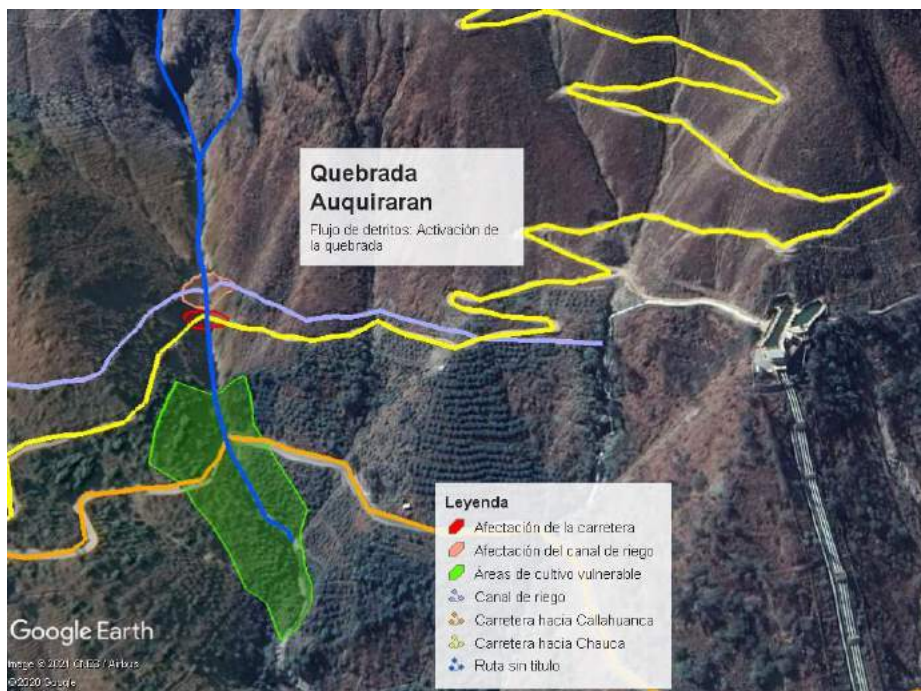 Quebrada
Auquiraran
Flujo de detritos: Activación de
la quebrada
Leyenda
Afectación de la carretera
Afectación del canal de riego
Áreas de cultivo vulnerable
Canal de riego
Carretera hacia Callahuanca
Carretera hacia Chauca
Ruta sin título
Google Earth
Image © 2021 CNES / Airbus
© 2020 Google